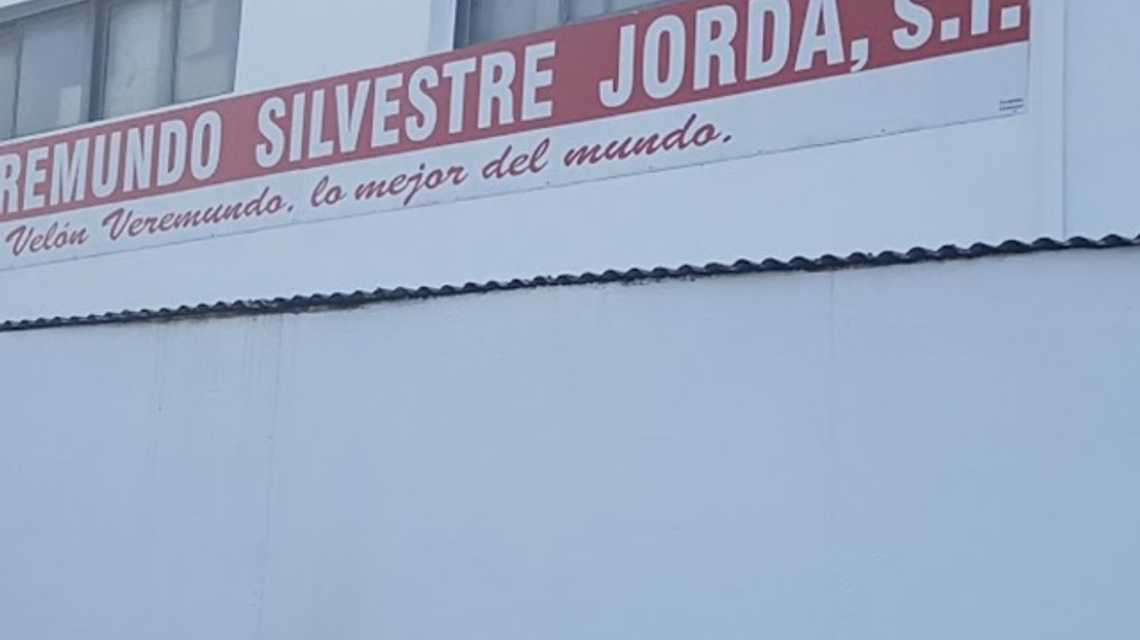 REMUNDO SILVESTRE JORDA, S.L.
Velón Veremundo. lo mejor del mundo.